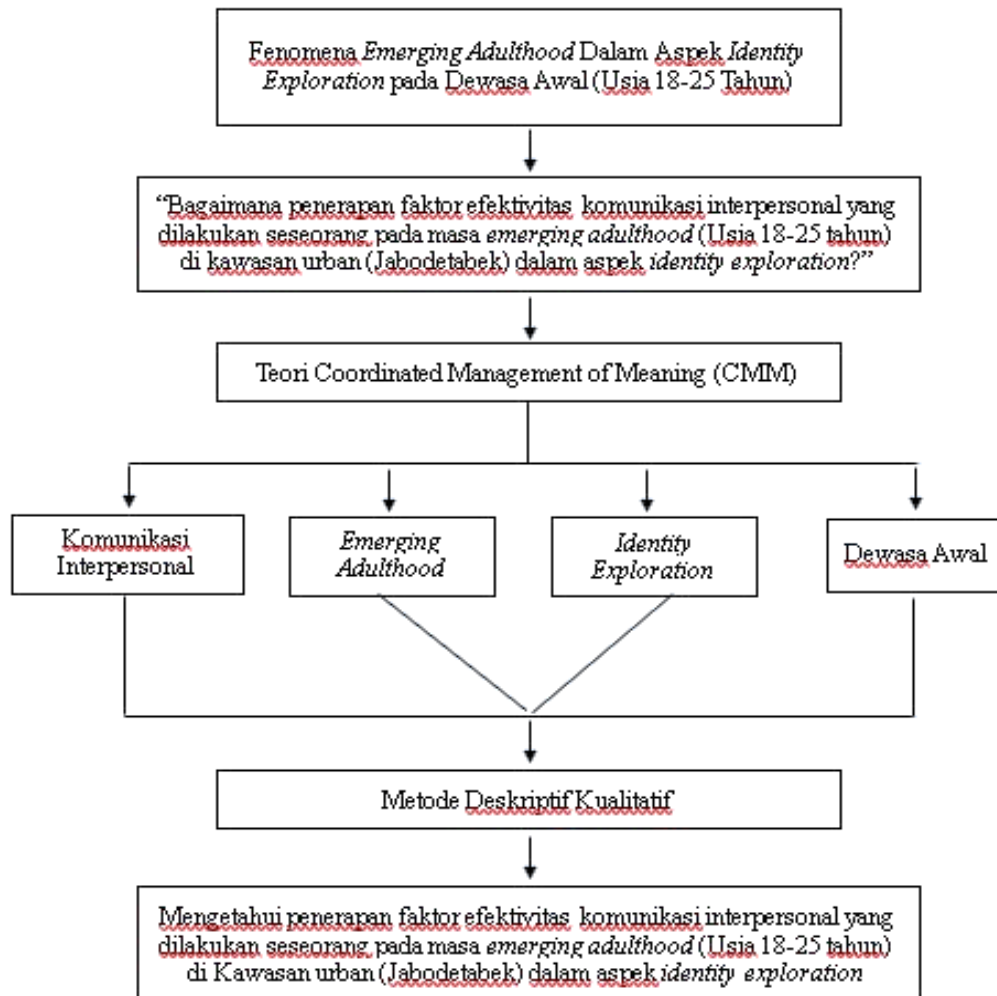 Fenomena Emerging Adulthood Dalam Aspek Identity
Exploration pada Dewasa Awal (Usia 18-25 Tahun)
“Bagaimana penerapan faktor efektivitas komunikasi interpersonal yang
dilakukan seseorang pada masa emerging adulthood (Usia 18-25 tahun)
di kawasan urban (Jabodetabek) dalam aspek identity exploration?”
Teori Coordinated Management of Meaning (CMM)
Komunikasi
Interpersonal
Emerging
Adulthood
Identity
Exploration
Dewasa Awal
Metode Deskriptif Kualitatif
Mengetahui penerapan faktor efektivitas komunikasi interpersonal yang
dilakukan seseorang pada masa emerging adulthood (Usia 18-25 tahun)
di Kawasan urban (Jabodetabek) dalam aspek identity exploration